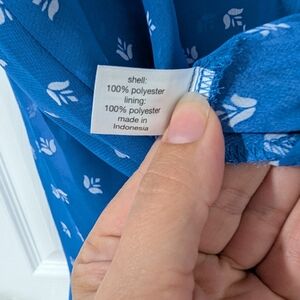 shell:
100% polyester
lining:
100% polyester
made in
Indonesia